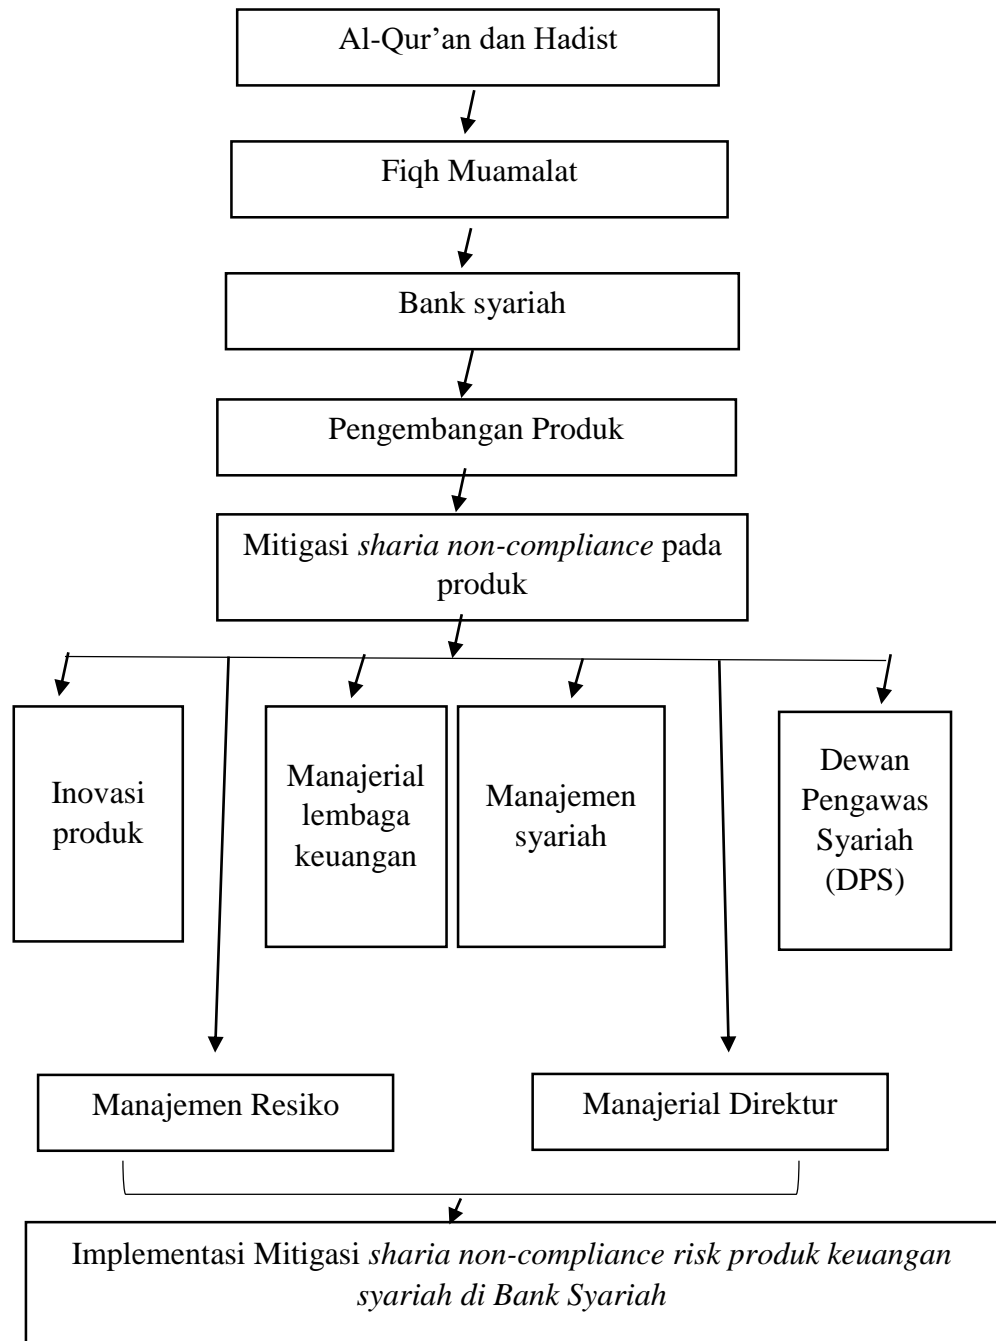 Al-Qur’an dan Hadist
Fiqh Muamalat
Bank syariah
Pengembangan Produk
Mitigasi sharia non-compliance pada
produk
Inovasi
produk
Manajerial
lembaga
keuangan
Manajemen
syariah
Dewan
Pengawas
Syariah
(DPS)
Manajemen Resiko
Manajerial Direktur
Implementasi Mitigasi sharia non-compliance risk produk keuangan
syariah di Bank Syariah